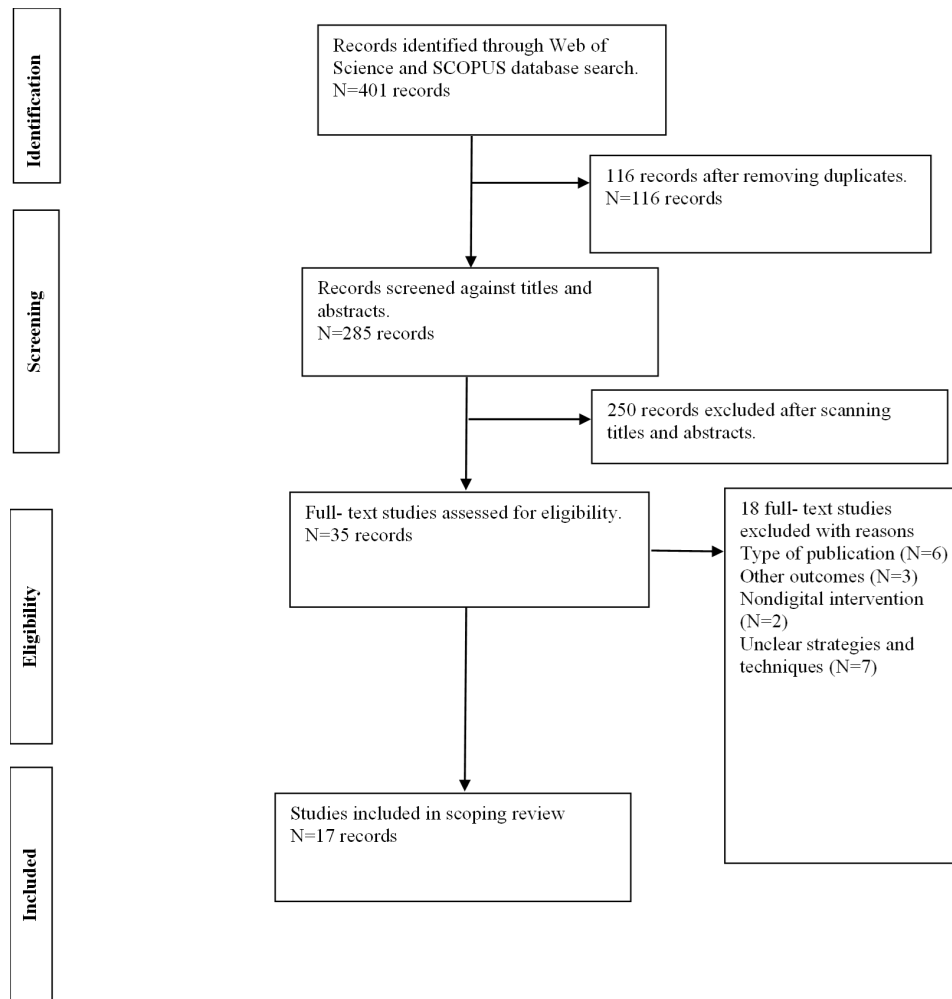 Identification
Records identified through Web of
Science and SCOPUS database search.
N=401 records
116 records after removing duplicates.
N=116 records
Screening
Records screened against titles and
abstracts.
N=285 records
250 records excluded after scanning
titles and abstracts.
Eligibility
Full- text studies assessed for eligibility.
N=35 records
18 full- text studies
excluded with reasons
Type of publication (N=6)
Other outcomes (N=3)
Nondigital intervention
(N=2)
Unclear strategies and
techniques (N=7)
Included
Studies included in scoping review
N=17 records